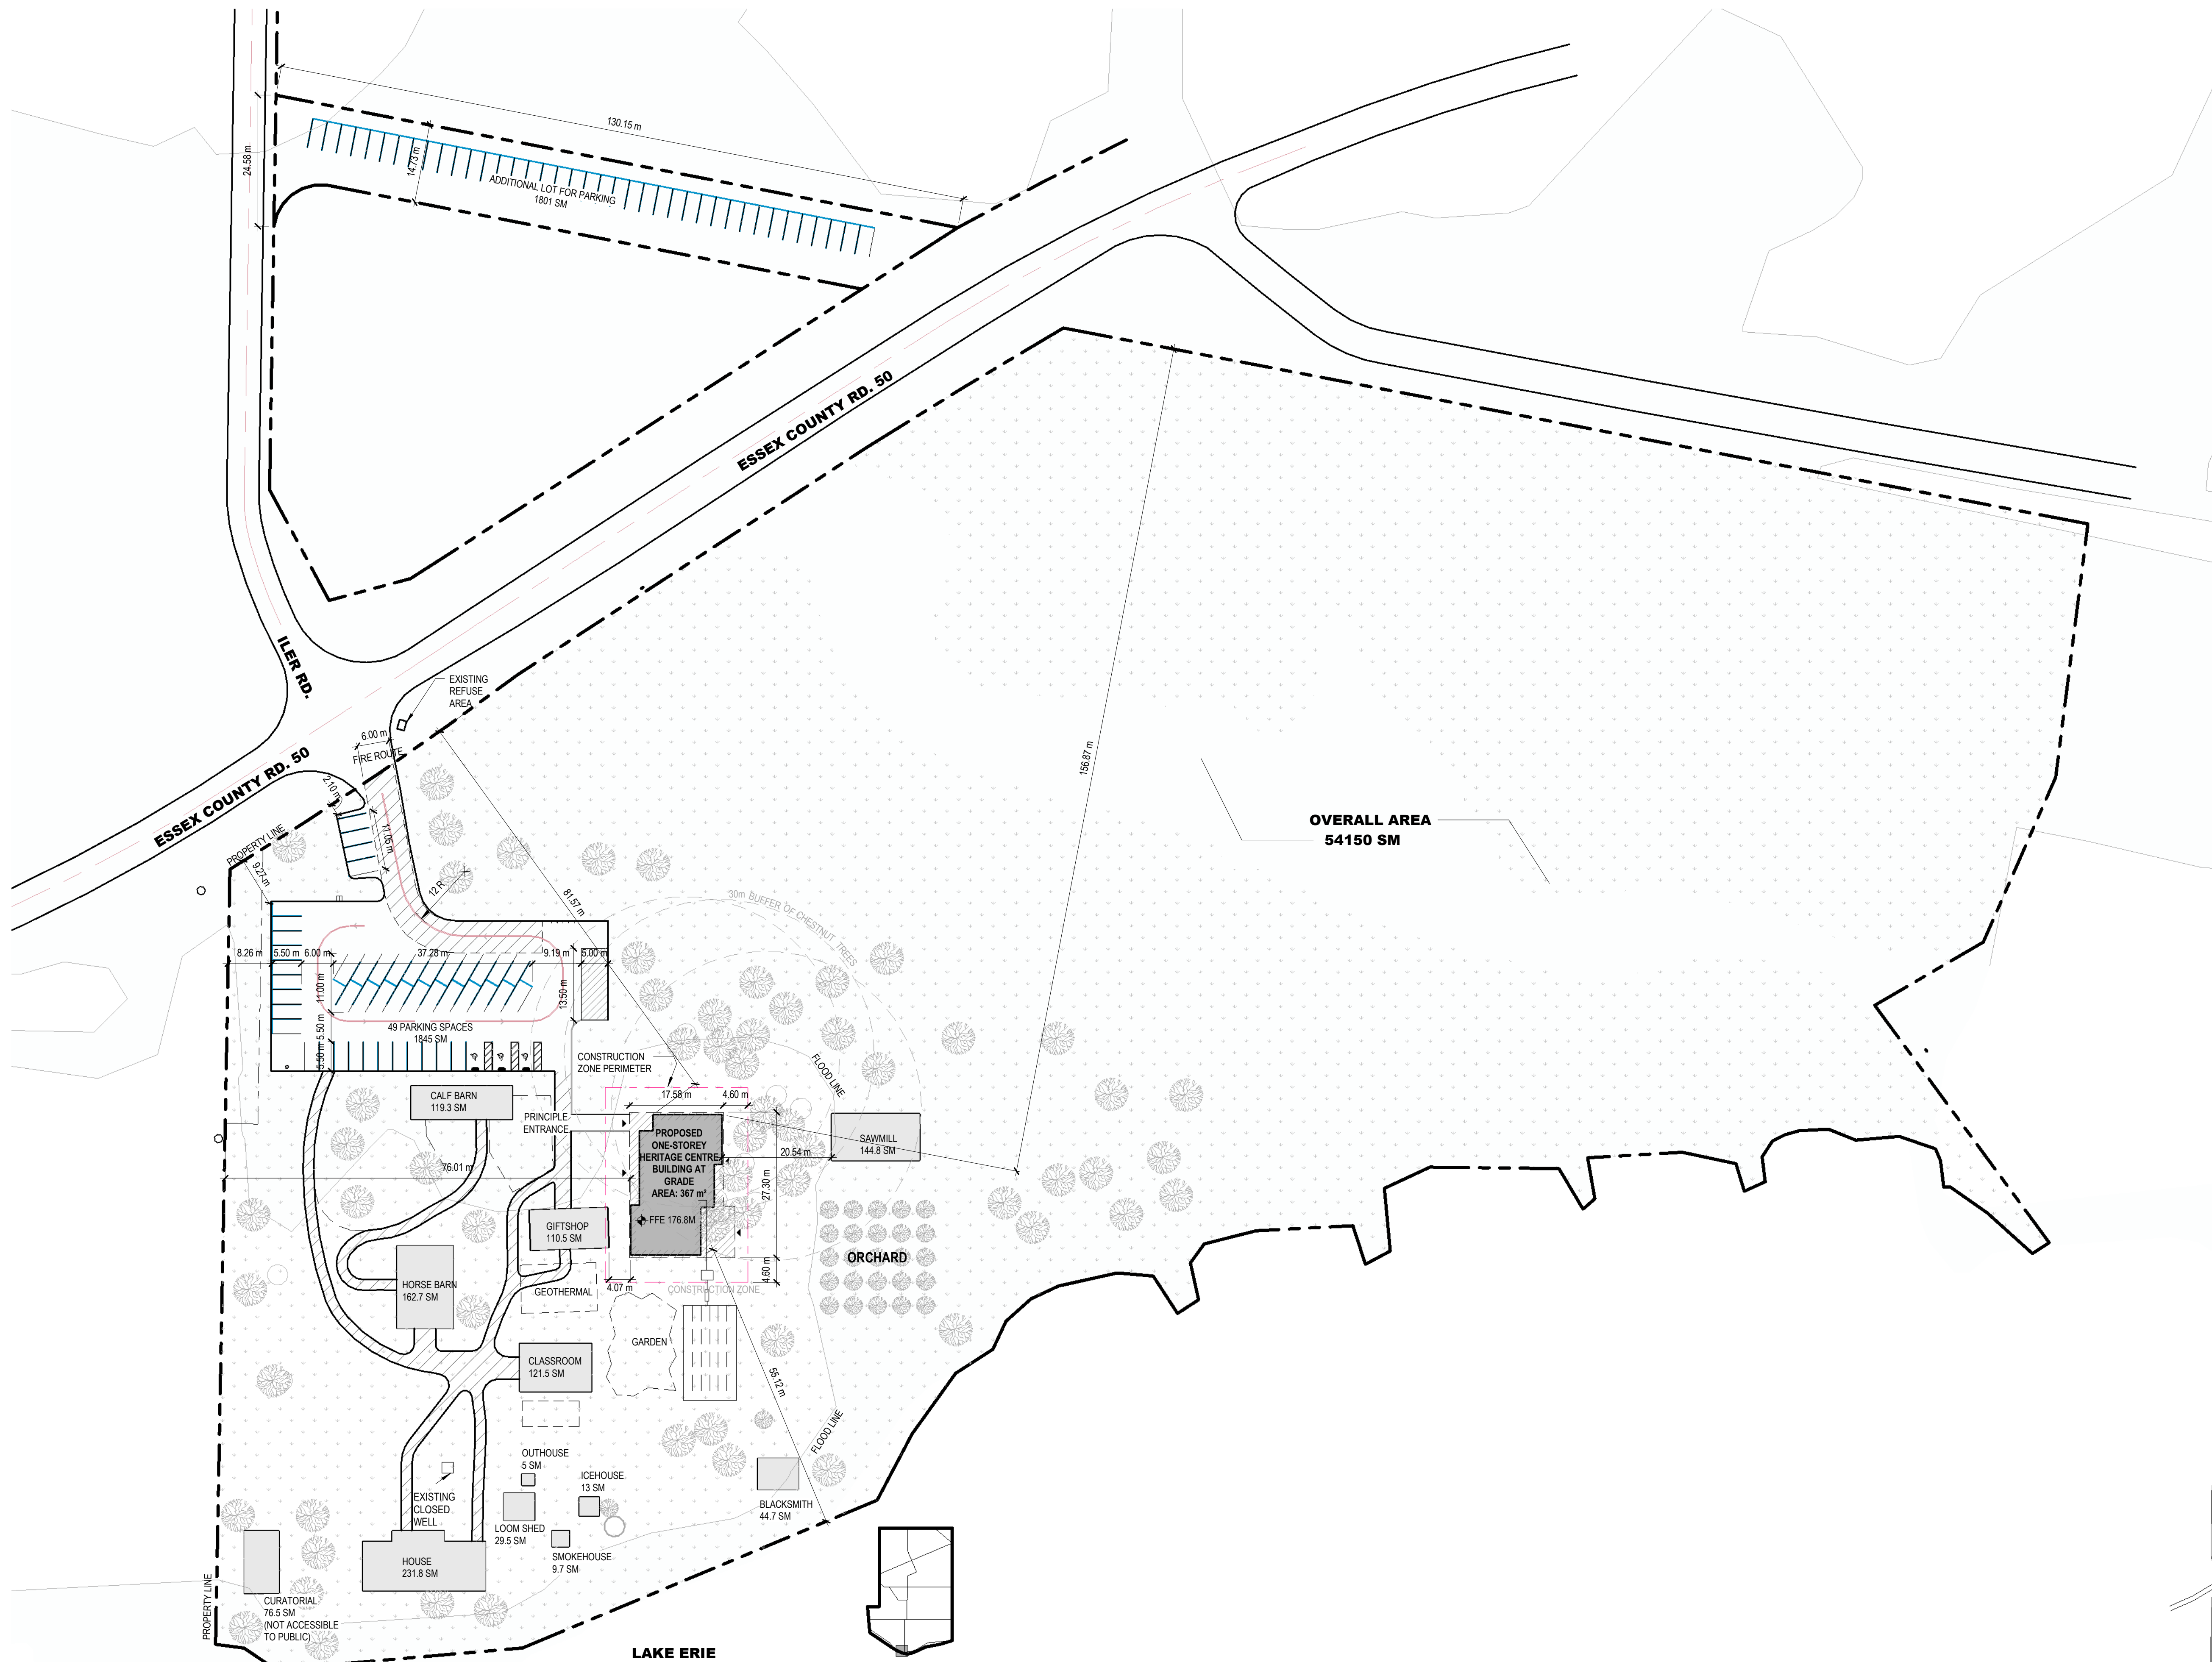 130.15 m
24.58 m
14.73 m
ADDITIONAL LOT FOR PARKING
1801 SM
ESSEX COUNTY RD. 50
ILER RD.
EXISTING
REFUSE
AREA
6.00 m
FIRE ROUTE
ESSEX COUNTY RD. 50
2.10 m
11.05 m
PROPERTY LINE
9.27 m
12 R
m
81.57 m
156.87 m
OVERALL AREA
54150 SM
30m BUFFER OF CHESTNUT TREES
8.26 m
5.50 m
6.00 m
37.28 m
9.19 m
5.00 m
11.00 m
13.50 m
5.50 m
5.50 m
49 PARKING SPACES
1845 SM
CONSTRUCTION
ZONE PERIMETER
FLOOD LINE
17.58 m
4.60 m
CALF BARN
119.3 SM
PRINCIPLE
ENTRANCE
PROPOSED
ONE-STOREY
HERITAGE CENTRE
BUILDING AT
GRADE
AREA: 367 m²
FFE 176.8M
SAWMILL
144.8 SM
20.54 m
27.30 m
76.01 m
GIFTSHOP
110.5 SM
ORCHARD
4.60 m
HORSE BARN
162.7 SM
GEOTHERMAL
4.07 m
CONSTRUCTION ZONE
GARDEN
CLASSROOM
121.5 SM
55.12 m
FLOOD LINE
OUTHOUSE
5 SM
ICEHOUSE
13 SM
EXISTING
CLOSED
WELL
LOOM SHED
29.5 SM
BLACKSMITH
44.7 SM
SMOKEHOUSE
9.7 SM
HOUSE
231.8 SM
PROPERTY LINE
CURATORIAL
76.5 SM
(NOT ACCESSIBLE
TO PUBLIC)
LAKE ERIE